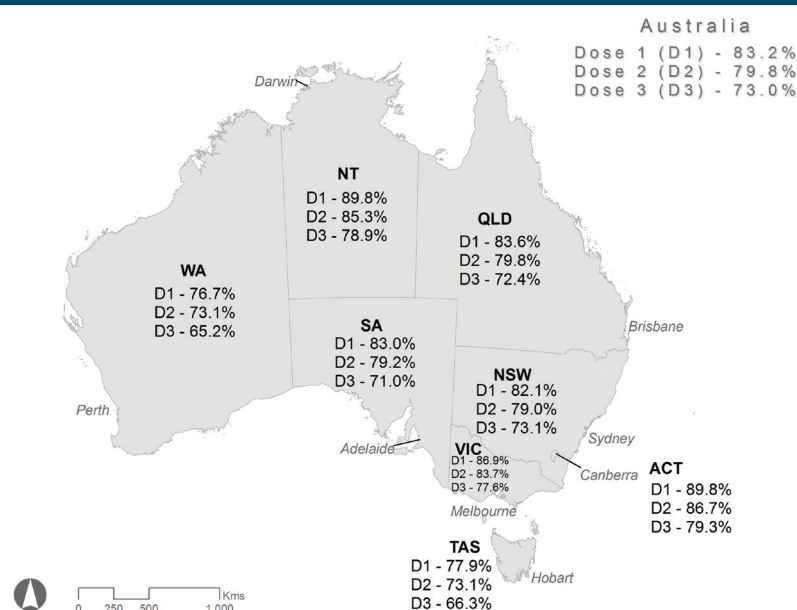 Australia
Dose 1 (D1) - 83.2%
Dose 2 (D2) - 79.8%
Dose 3 (D3) - 73.0%
Darwin
NT
D1 - 89.8%
D2 - 85.3%
D3 - 78.9%
QLD
D1 - 83.6%
D2 - 79.8%
D3 - 72.4%
WA
D1 - 76.7%
D2 - 73.1%
D3 - 65.2%
SA
D1 - 83.0%
D2 - 79.2%
D3 - 71.0%
Brisbane
NSW
D1 - 82.1%
D2 - 79.0%
D3 - 73.1%
Perth
Adelaide
Sydney
VIC
D1 - 86.9%
D2 - 83.7%
D3 - 77.6%
Canberra
ACT
D1 - 89.8%
D2 - 86.7%
D3 - 79.3%
Melbourne
TAS
D1 - 77.9%
D2 - 73.1%
D3 - 66.3%
Hobart
Kms
0 250 500 1,000